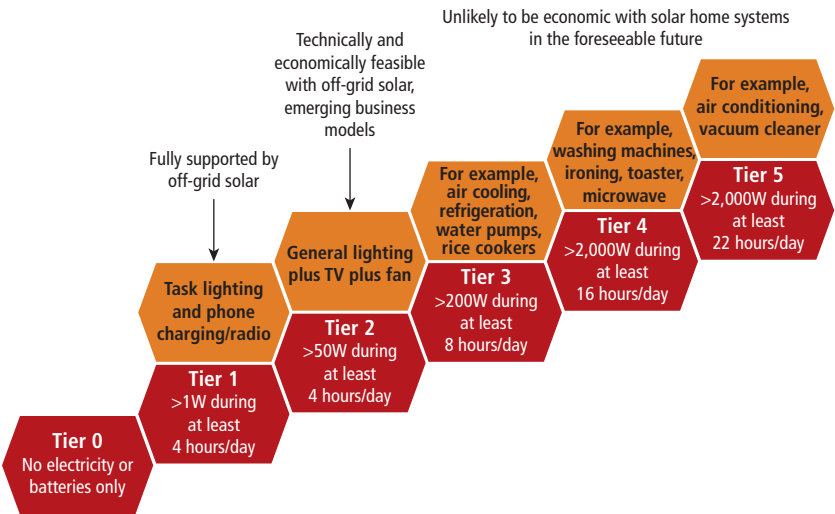 Unlikely to be economic with solar home systems
in the foreseeable future
Technically and
economically feasible
with off-grid solar,
emerging business
models
Fully supported by
off-grid solar
Tier 0
No electricity or
batteries only
Task lighting
and phone
charging/radio
Tier 1
>1W during
at least
4 hours/day
General lighting
plus TV plus fan
Tier 2
>50W during
at least
4 hours/day
For example,
air cooling,
refrigeration,
water pumps,
rice cookers
Tier 3
>200W during
at least
8 hours/day
For example,
washing machines,
ironing, toaster,
microwave
Tier 4
>2,000W during
at least
16 hours/day
For example,
air conditioning,
vacuum cleaner
Tier 5
>2,000W during
at least
22 hours/day